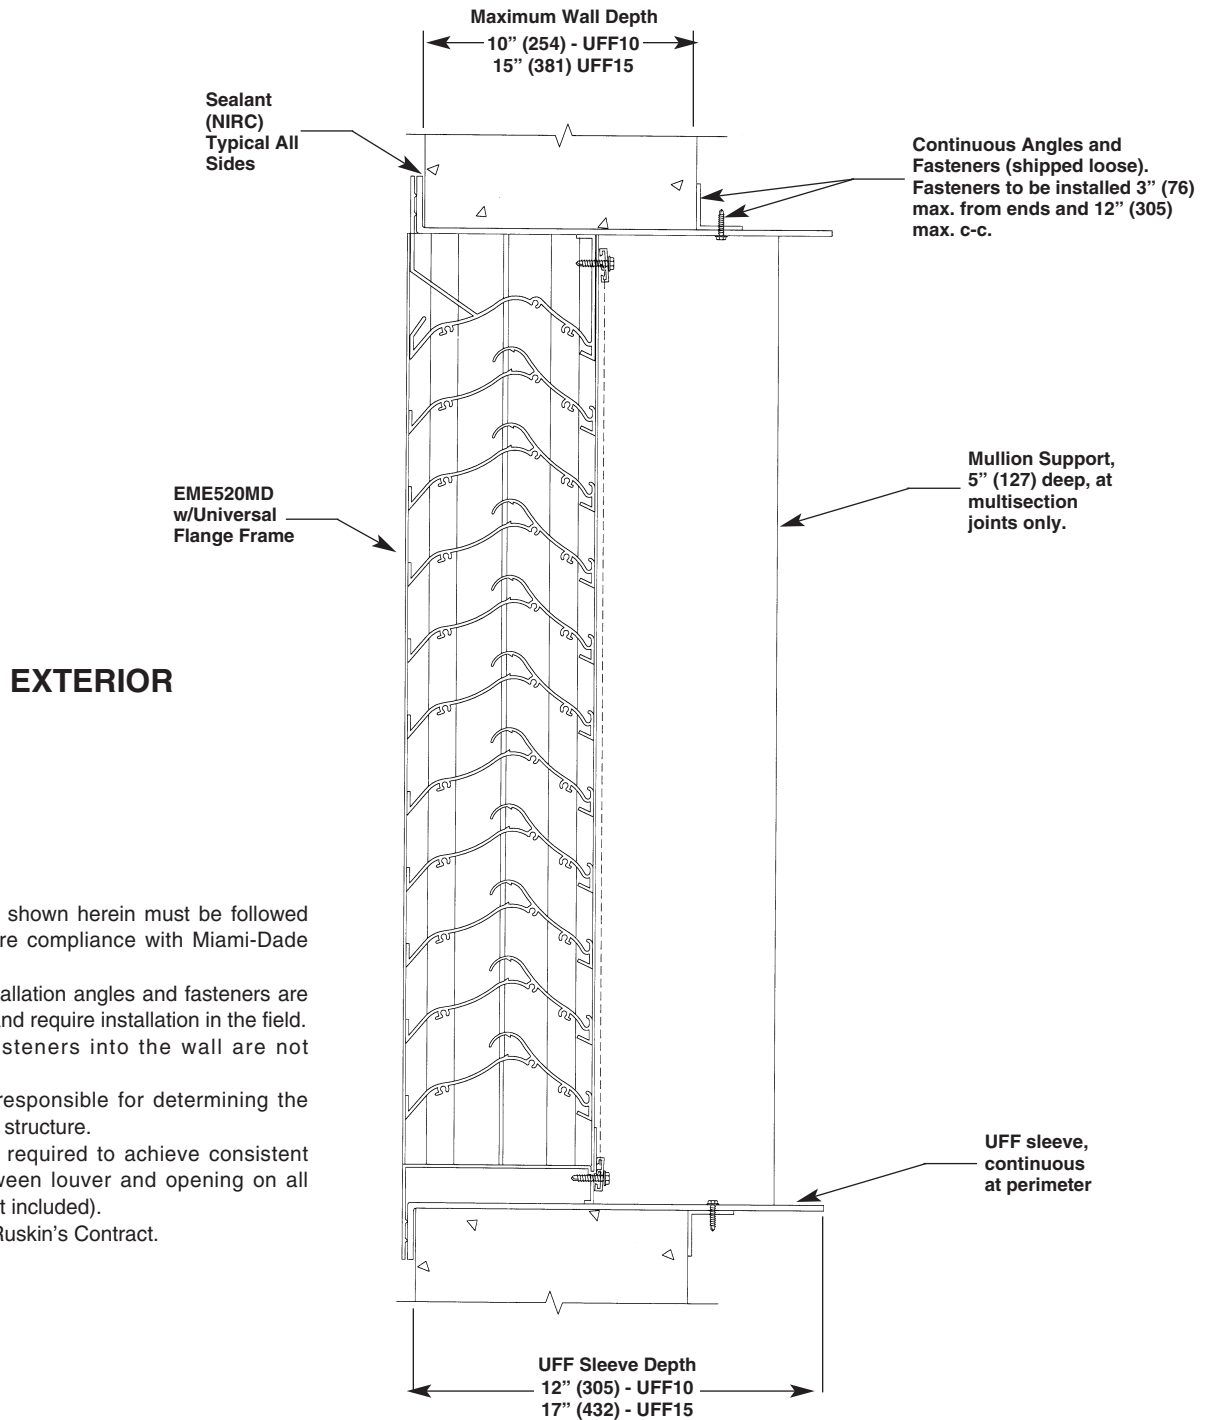 Maximum Wall Depth
10” (254) - UFF10
15” (381) UFF15
Sealant
(NIRC)
Typical All
Sides
Continuous Angles and
Fasteners (shipped loose).
Fasteners to be installed 3” (76)
max. from ends and 12” (305)
max. c-c.
Mullion Support,
5” (127) deep, at
multisection
joints only.
EME520MD
w/Universal
Flange Frame
EXTERIOR
shown herein must be followed
re compliance with Miami-Dade
allation angles and fasteners are
and require installation in the field.
steners into the wall are not
responsible for determining the
structure.
required to achieve consistent
ween louver and opening on all
t included).
Ruskin’s Contract.
UFF sleeve,
continuous
at perimeter
UFF Sleeve Depth
12” (305) - UFF10
17” (432) - UFF15